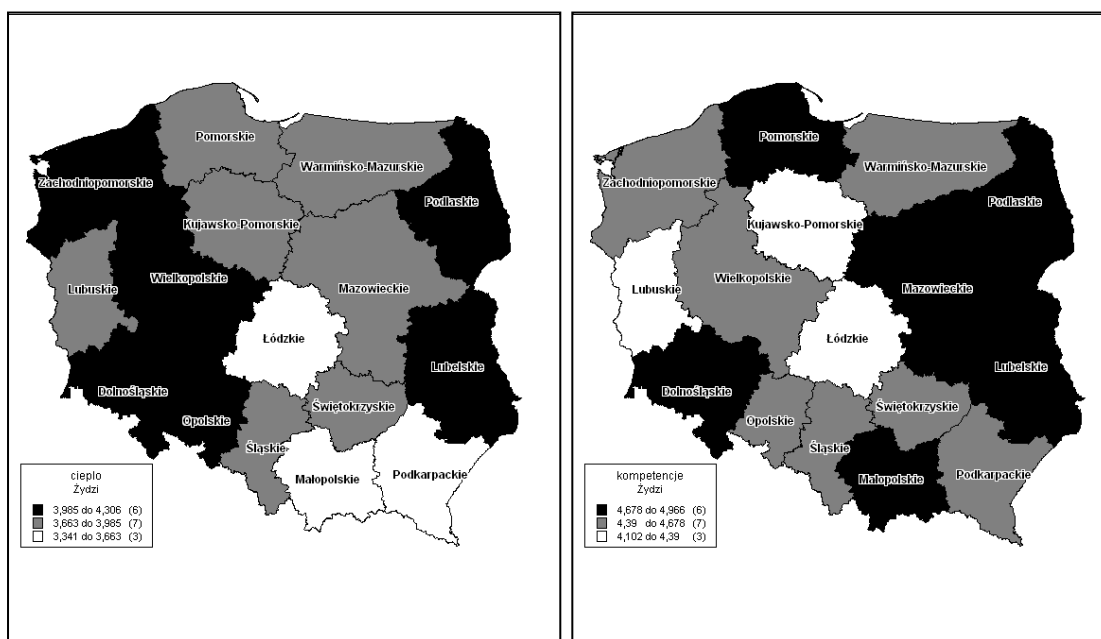 Pomorskie
Warmińsko-Mazurskie
Zachodniopomorskie
Podlaskie
Kujawsko-Pomorskie
Wielkopolskie
Lubuskie
Mazowieckie
Łódzkie
Lubelskie
Dolnośląskie
Opolskie
Świętokrzyskie
Śląskie
Małopolskie
Podkarpackie
ciepło
Żydzi
3,985 do 4,306 (6)
3,663 do 3,985 (7)
3,341 do 3,663 (3)
Pomorskie
Warmińsko-Mazurskie
Zachodniopomorskie
Podlaskie
Kujawsko-Pomorskie
Wielkopolskie
Lubuskie
Mazowieckie
Łódzkie
Lubelskie
Dolnośląskie
Świętokrzyskie
Opolskie
Śląskie
Małopolskie
Podkarpackie
kompetencje
Żydzi
4,678 do 4,966 (6)
4,39 do 4,678 (7)
4,102 do 4,39 (3)